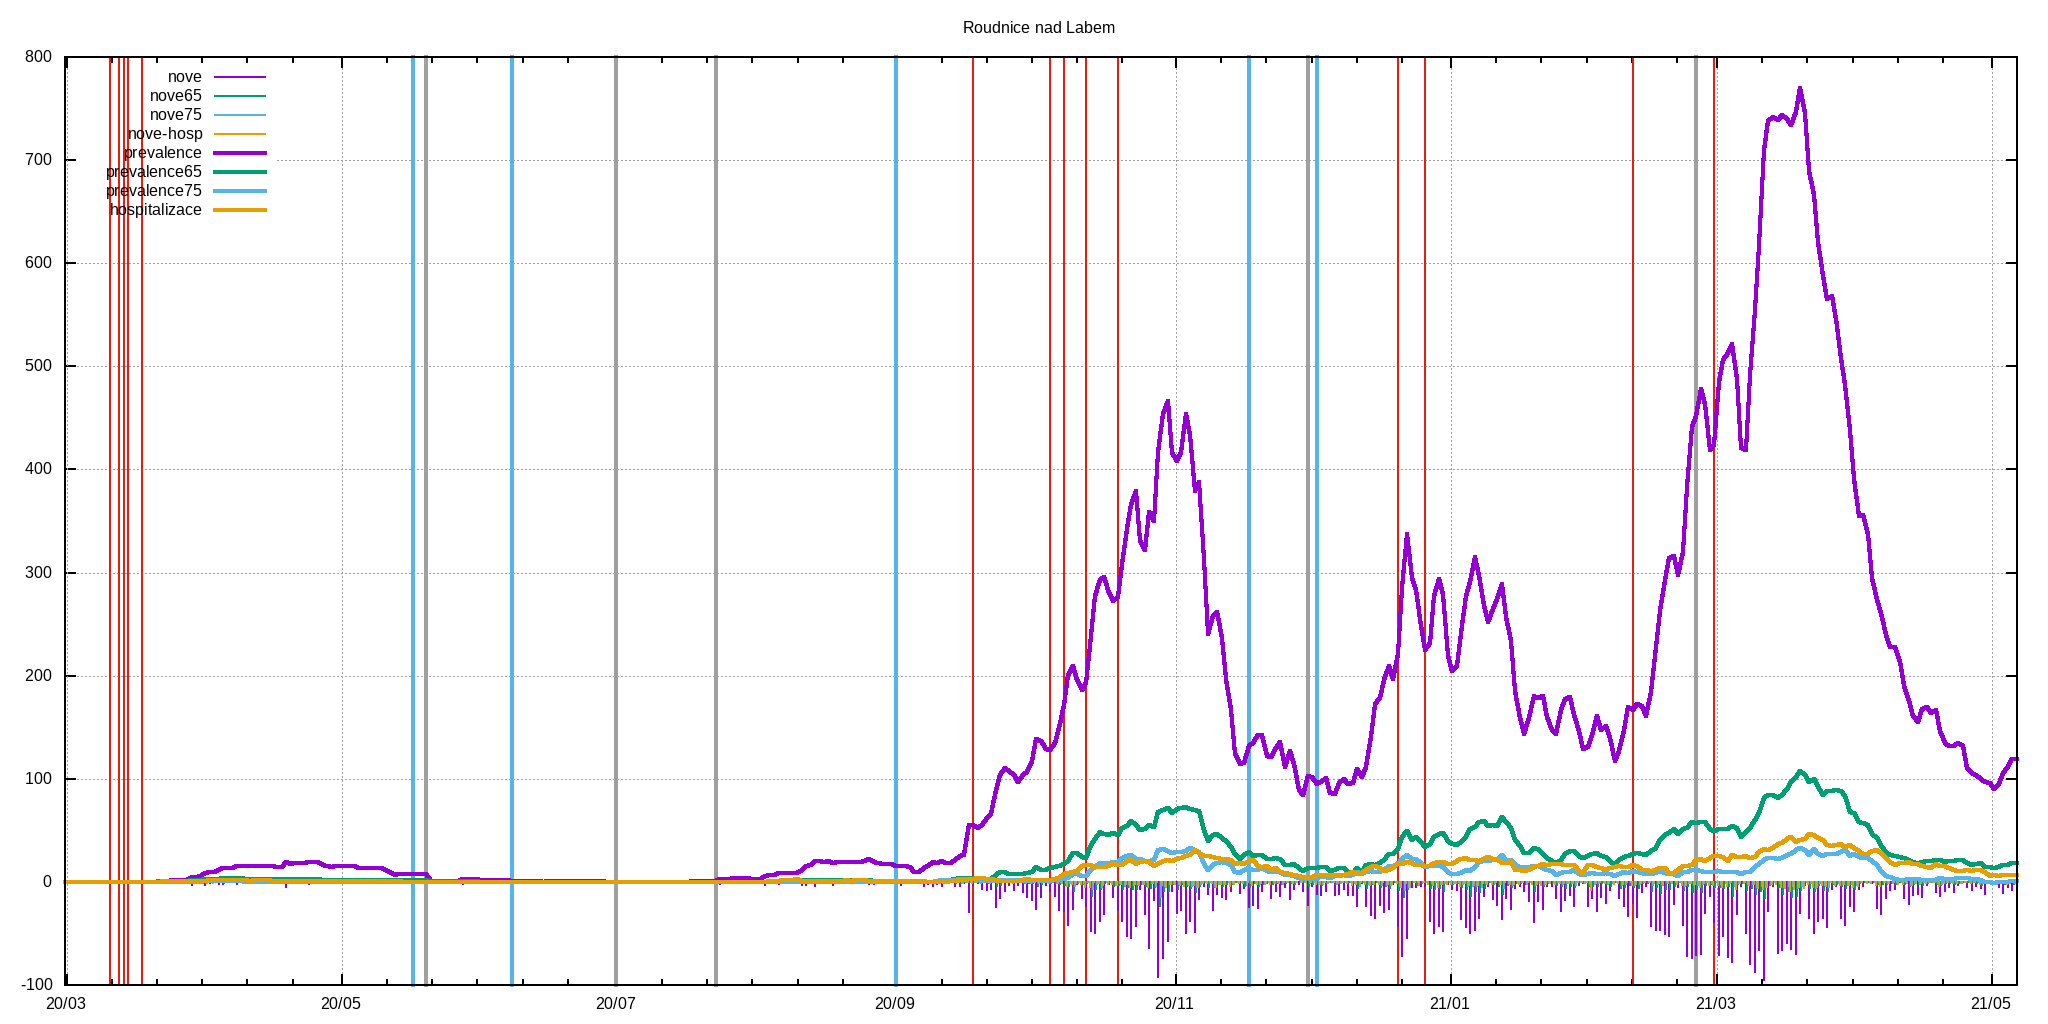 Roudnice nad Labem
800
700
600
500
400
300
200
100
0
-100
nove
nove65
nove75
nove-hosp
prevalence
prevalence65
prevalence75
hospitalizace
20/03 20/05 20/07 20/09 20/11 21/01 21/03 21/05